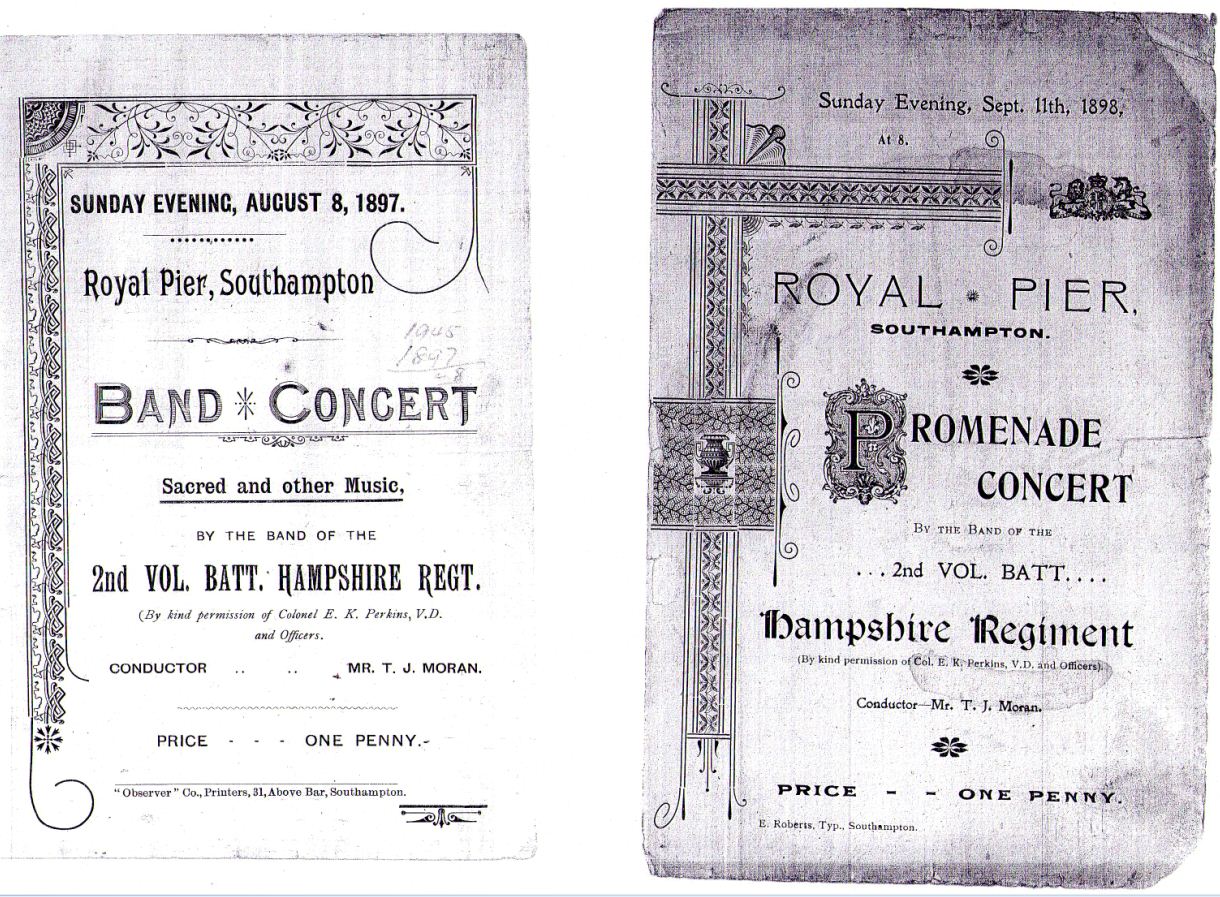 SUNDAY EVENING, AUGUST 8, 1897.
Royal Pier, Southampton
1945
1897
48
BAND CONCERT
Sacred and other Music,
BY THE BAND OF THE
2nd VOL. BATT. HAMPSHIRE REGT.
(By kind permission of Colonel E. K. Perkins, V.D.
and Officers.
CONDUCTOR .. .. MR. T. J. MORAN.
PRICE - - - ONE PENNY.-
"Observer" Co., Printers, 31, Above Bar, Southampton.
Sunday Evening, Sept. 11th, 1898,
At 8.
ROYAL PIER,
SOUTHAMPTON.
PROMENADE
CONCERT
BY THE BAND OF THE
...2nd VOL. BATT....
Hampshire Regiment
(By kind permission of Col. E. K. Perkins, V.D. and Officers).
Conductor—Mr. T. J. Moran.
PRICE - - ONE PENNY.
E. Roberts, Typ., Southampton.